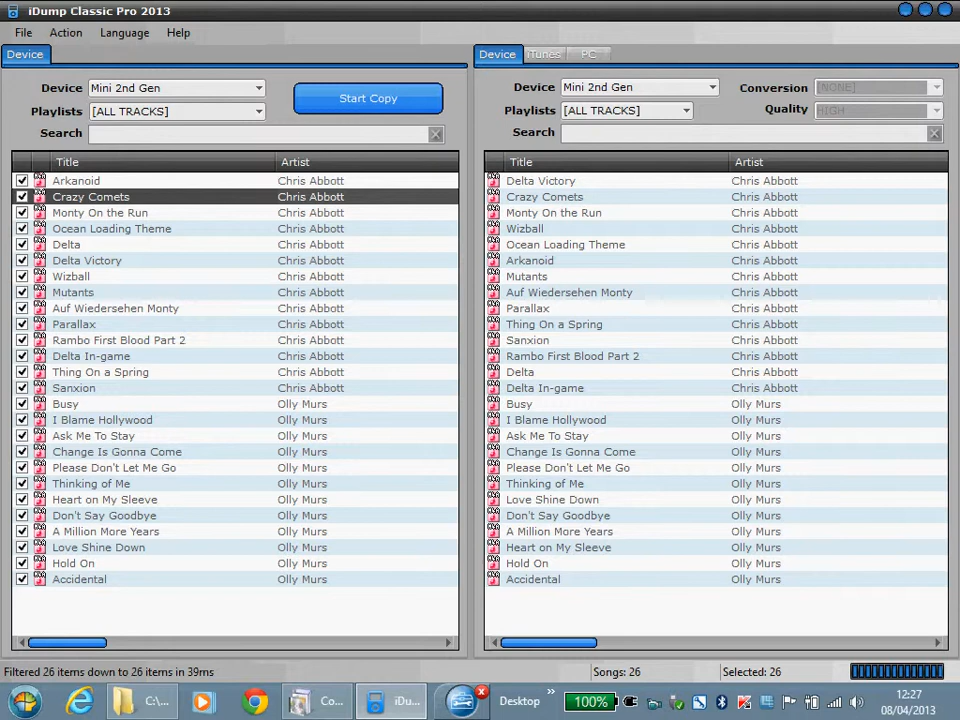 iDump Classic Pro 2013
File Action Language Help
Device
Device Mini 2nd Gen
Start Copy
Playlists [ALL TRACKS]
Search
Title Artist
Arkanoid Chris Abbott
Crazy Comets Chris Abbott
Monty On the Run Chris Abbott
Ocean Loading Theme Chris Abbott
Delta Chris Abbott
Delta Victory Chris Abbott
Wizball Chris Abbott
Mutants Chris Abbott
Auf Wiedersehen Monty Chris Abbott
Parallax Chris Abbott
Rambo First Blood Part 2 Chris Abbott
Delta In-game Chris Abbott
Thing On a Spring Chris Abbott
Sanxion Chris Abbott
Busy Olly Murs
I Blame Hollywood Olly Murs
Ask Me To Stay Olly Murs
Change Is Gonna Come Olly Murs
Please Don't Let Me Go Olly Murs
Thinking of Me Olly Murs
Heart on My Sleeve Olly Murs
Don't Say Goodbye Olly Murs
A Million More Years Olly Murs
Love Shine Down Olly Murs
Hold On Olly Murs
Accidental Olly Murs
Device iTunes PC
Device Mini 2nd Gen Conversion [NONE]
Playlists [ALL TRACKS] Quality HIGH
Search
Title Artist
Delta Victory Chris Abbott
Crazy Comets Chris Abbott
Monty On the Run Chris Abbott
Wizball Chris Abbott
Ocean Loading Theme Chris Abbott
Arkanoid Chris Abbott
Mutants Chris Abbott
Auf Wiedersehen Monty Chris Abbott
Parallax Chris Abbott
Thing On a Spring Chris Abbott
Sanxion Chris Abbott
Rambo First Blood Part 2 Chris Abbott
Delta Chris Abbott
Delta In-game Chris Abbott
Busy Olly Murs
I Blame Hollywood Olly Murs
Ask Me To Stay Olly Murs
Change Is Gonna Come Olly Murs
Please Don't Let Me Go Olly Murs
Thinking of Me Olly Murs
Love Shine Down Olly Murs
Don't Say Goodbye Olly Murs
A Million More Years Olly Murs
Heart on My Sleeve Olly Murs
Hold On Olly Murs
Accidental Olly Murs
Filtered 26 items down to 26 items in 39ms
Songs: 26 Selected: 26
C:\... Co... iDu... Desktop » 100% 12:27
08/04/2013